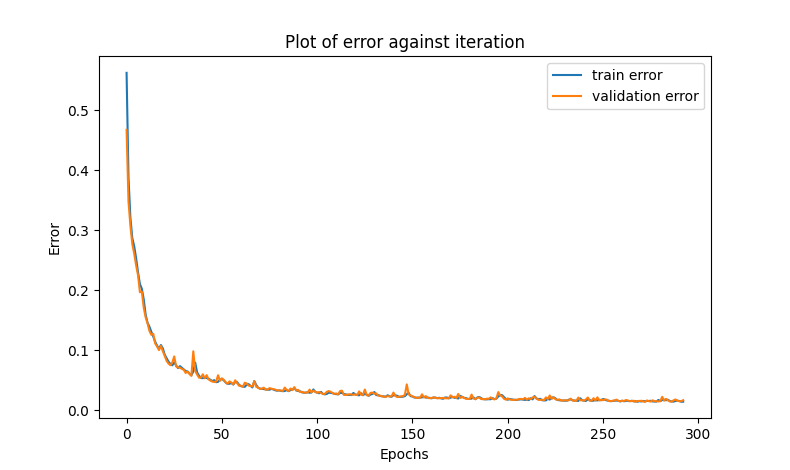 Plot of error against iteration
train error
validation error
Error
0.5
0.4
0.3
0.2
0.1
0.0
0 50 100 150 200 250 300
Epochs